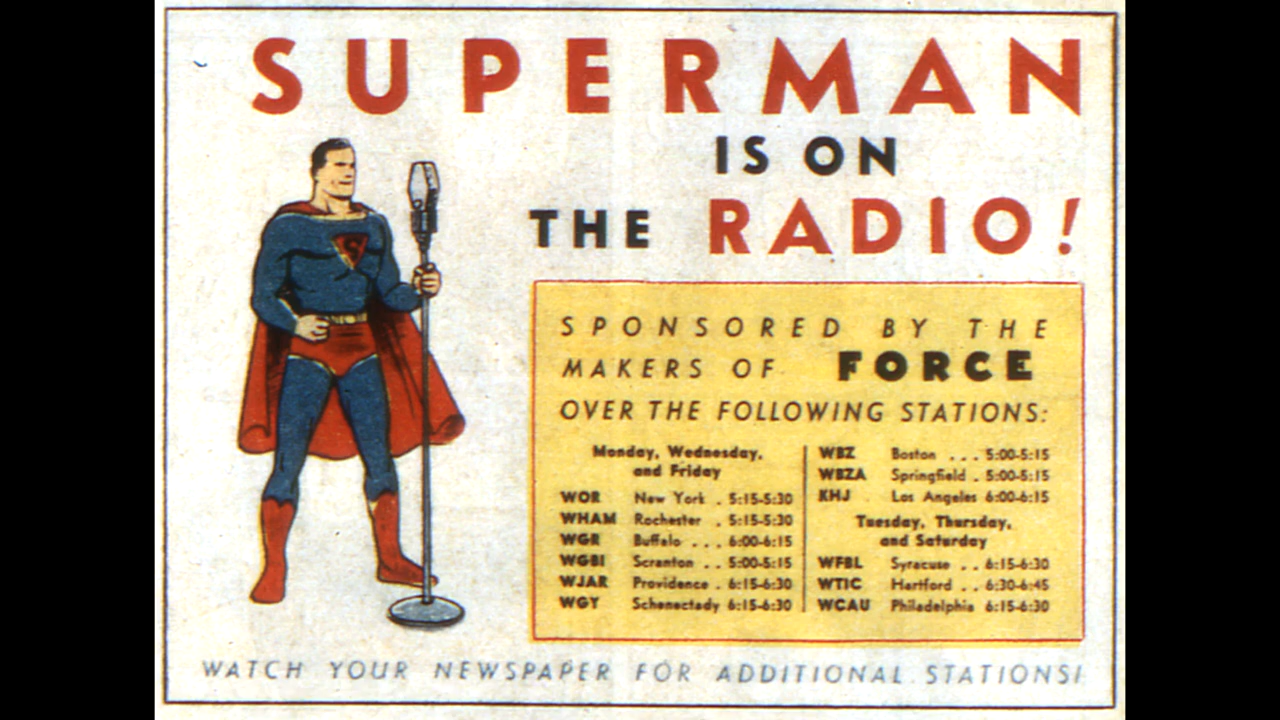 SUPERMAN
IS ON
THE RADIO!
S
SPONSORED BY THE
MAKERS OF FORCE
OVER THE FOLLOWING STATIONS:
Monday, Wednesday,
and Friday
WOR New York . 5:15-5:30
WHAM Rochester . 5:15-5:30
WGR Buffalo . . . 6:00-6:15
WGBI Scranton . . 5:00-5:15
WJAR Providence . 6:15-6:30
WGY Schenectady 6:15-6:30
WBZ Boston . . . 5:00-5:15
WBZA Springfield . 5:00-5:15
KHJ Los Angeles 6:00-6:15
Tuesday, Thursday,
and Saturday
WFBL Syracuse . . 6:15-6:30
WTIC Hartford . . 6:30-6:45
WCAU Philadelphia 6:15-6:30
WATCH YOUR NEWSPAPER FOR ADDITIONAL STATIONS!